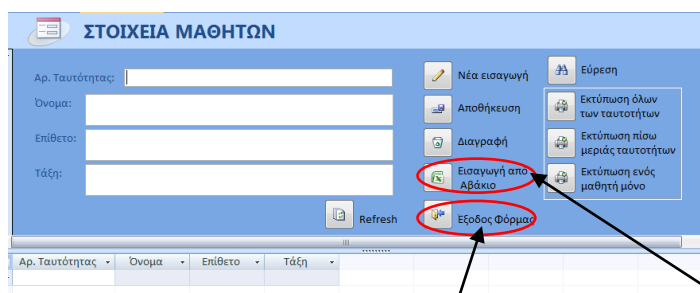 ΣΤΟΙΧΕΙΑ ΜΑΘΗΤΩΝ
Αρ. Ταυτότητας:
Όνομα:
Επίθετο:
Τάξη:
Refresh
Νέα εισαγωγή
Αποθήκευση
Διαγραφή
Εισαγωγή απο
Αβάκιο
Εξοδος Φόρμας
Εύρεση
Εκτύπωση όλων
των ταυτοτήτων
Εκτύπωση πίσω
μεριάς ταυτοτήτων
Εκτύπωση ενός
μαθητή μόνο
Αρ. Ταυτότητας Όνομα Επίθετο Τάξη